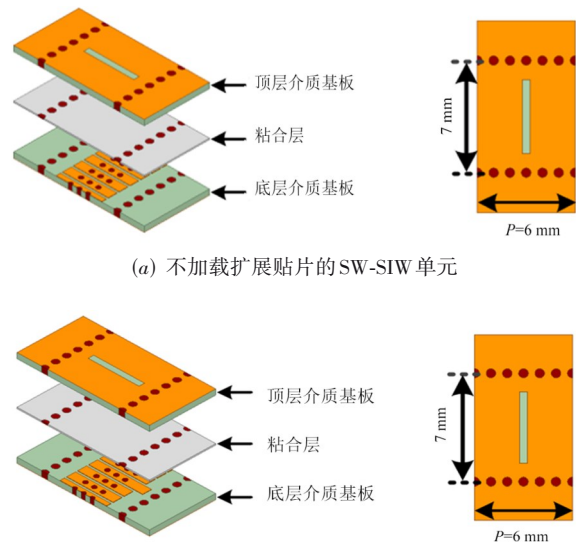 顶层介质基板
粘合层
底层介质基板
7 mm
P=6 mm
(a) 不加载扩展贴片的SW-SIW单元
顶层介质基板
粘合层
底层介质基板
7 mm
P=6 mm